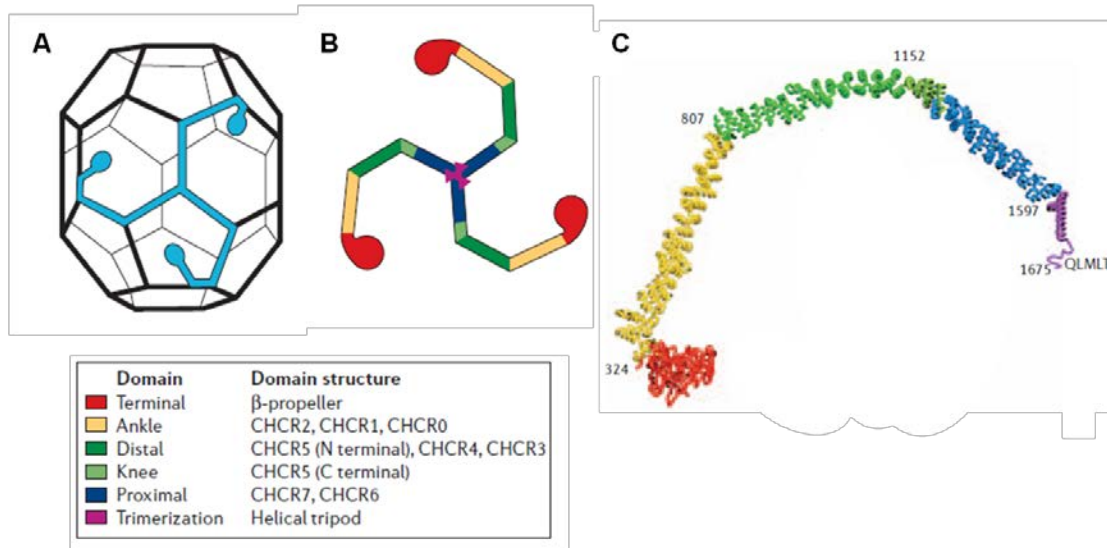 A
B
C
1152
807
1597
1675
QLMLT
324
Domain Domain structure
Terminal β-propeller
Ankle CHCR2, CHCR1, CHCR0
Distal CHCR5 (N terminal), CHCR4, CHCR3
Knee CHCR5 (C terminal)
Proximal CHCR7, CHCR6
Trimerization Helical tripod